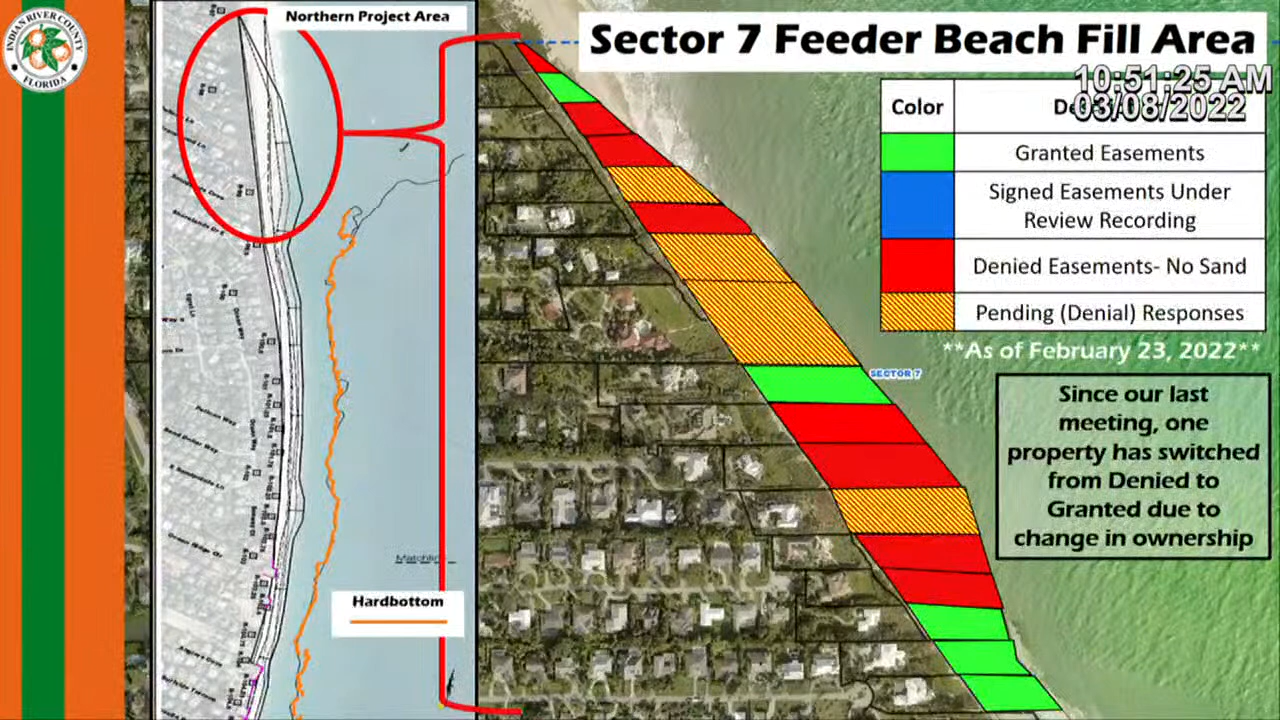 INDIAN RIVER COUNTY
FLORIDA
Northern Project Area
Sector 7 Feeder Beach Fill Area
10:51:25 AM
03/08/2022
Color
Granted Easements
Signed Easements Under
Review Recording
Denied Easements- No Sand
Pending (Denial) Responses
**As of February 23, 2022**
SECTOR 7
Since our last
meeting, one
property has switched
from Denied to
Granted due to
change in ownership
Matchline
Hardbottom